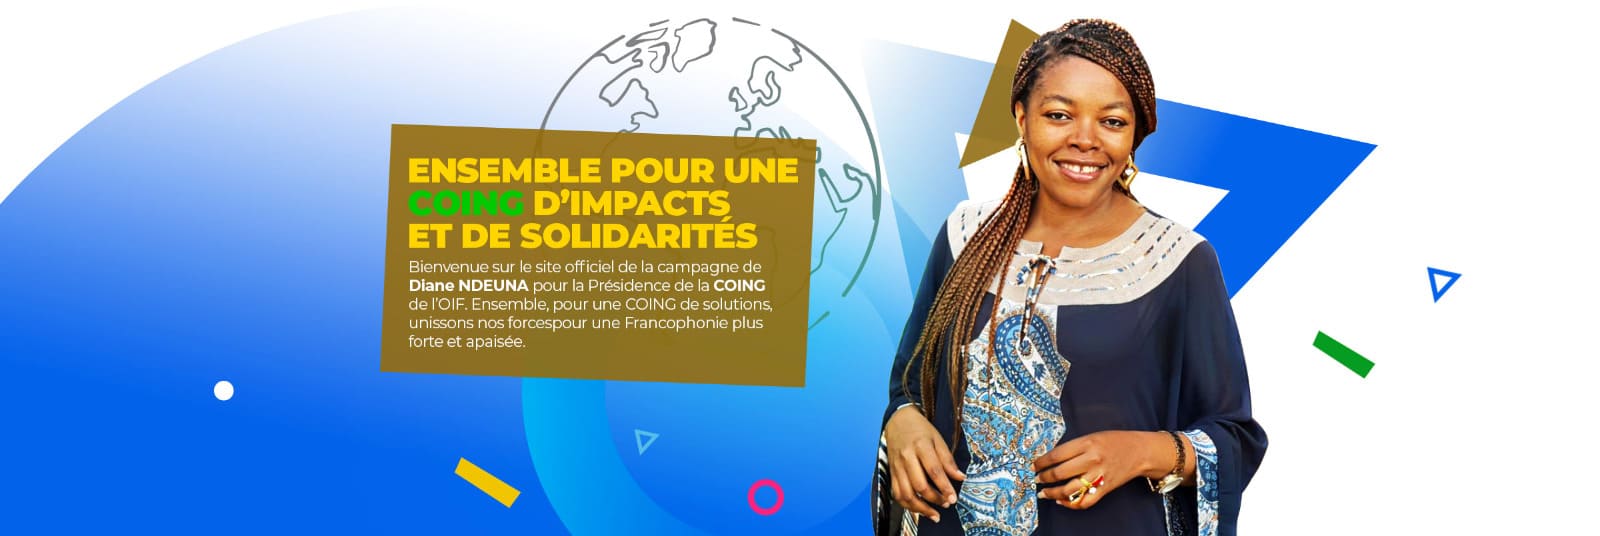 ENSEMBLE POUR UNE
COING D'IMPACTS
ET DE SOLIDARITÉS
Bienvenue sur le site officiel de la campagne de
Diane NDEUNA pour la Présidence de la COING
de l'OIF. Ensemble, pour une COING de solutions,
unissons nos forcespour une Francophonie plus
forte et apaisée.